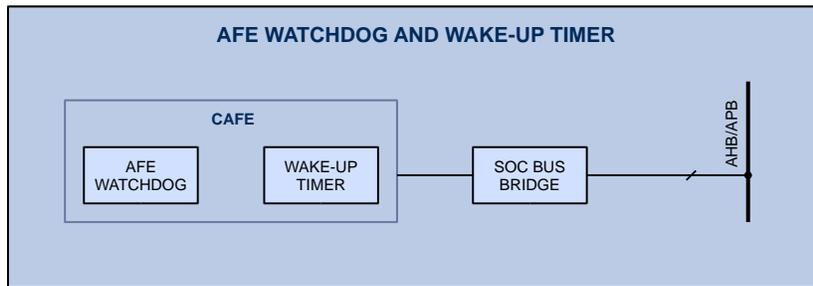 AFE WATCHDOG AND WAKE-UP TIMER
CAFE
AFE
WATCHDOG
WAKE-UP
TIMER
SOC BUS
BRIDGE
AHB/APB